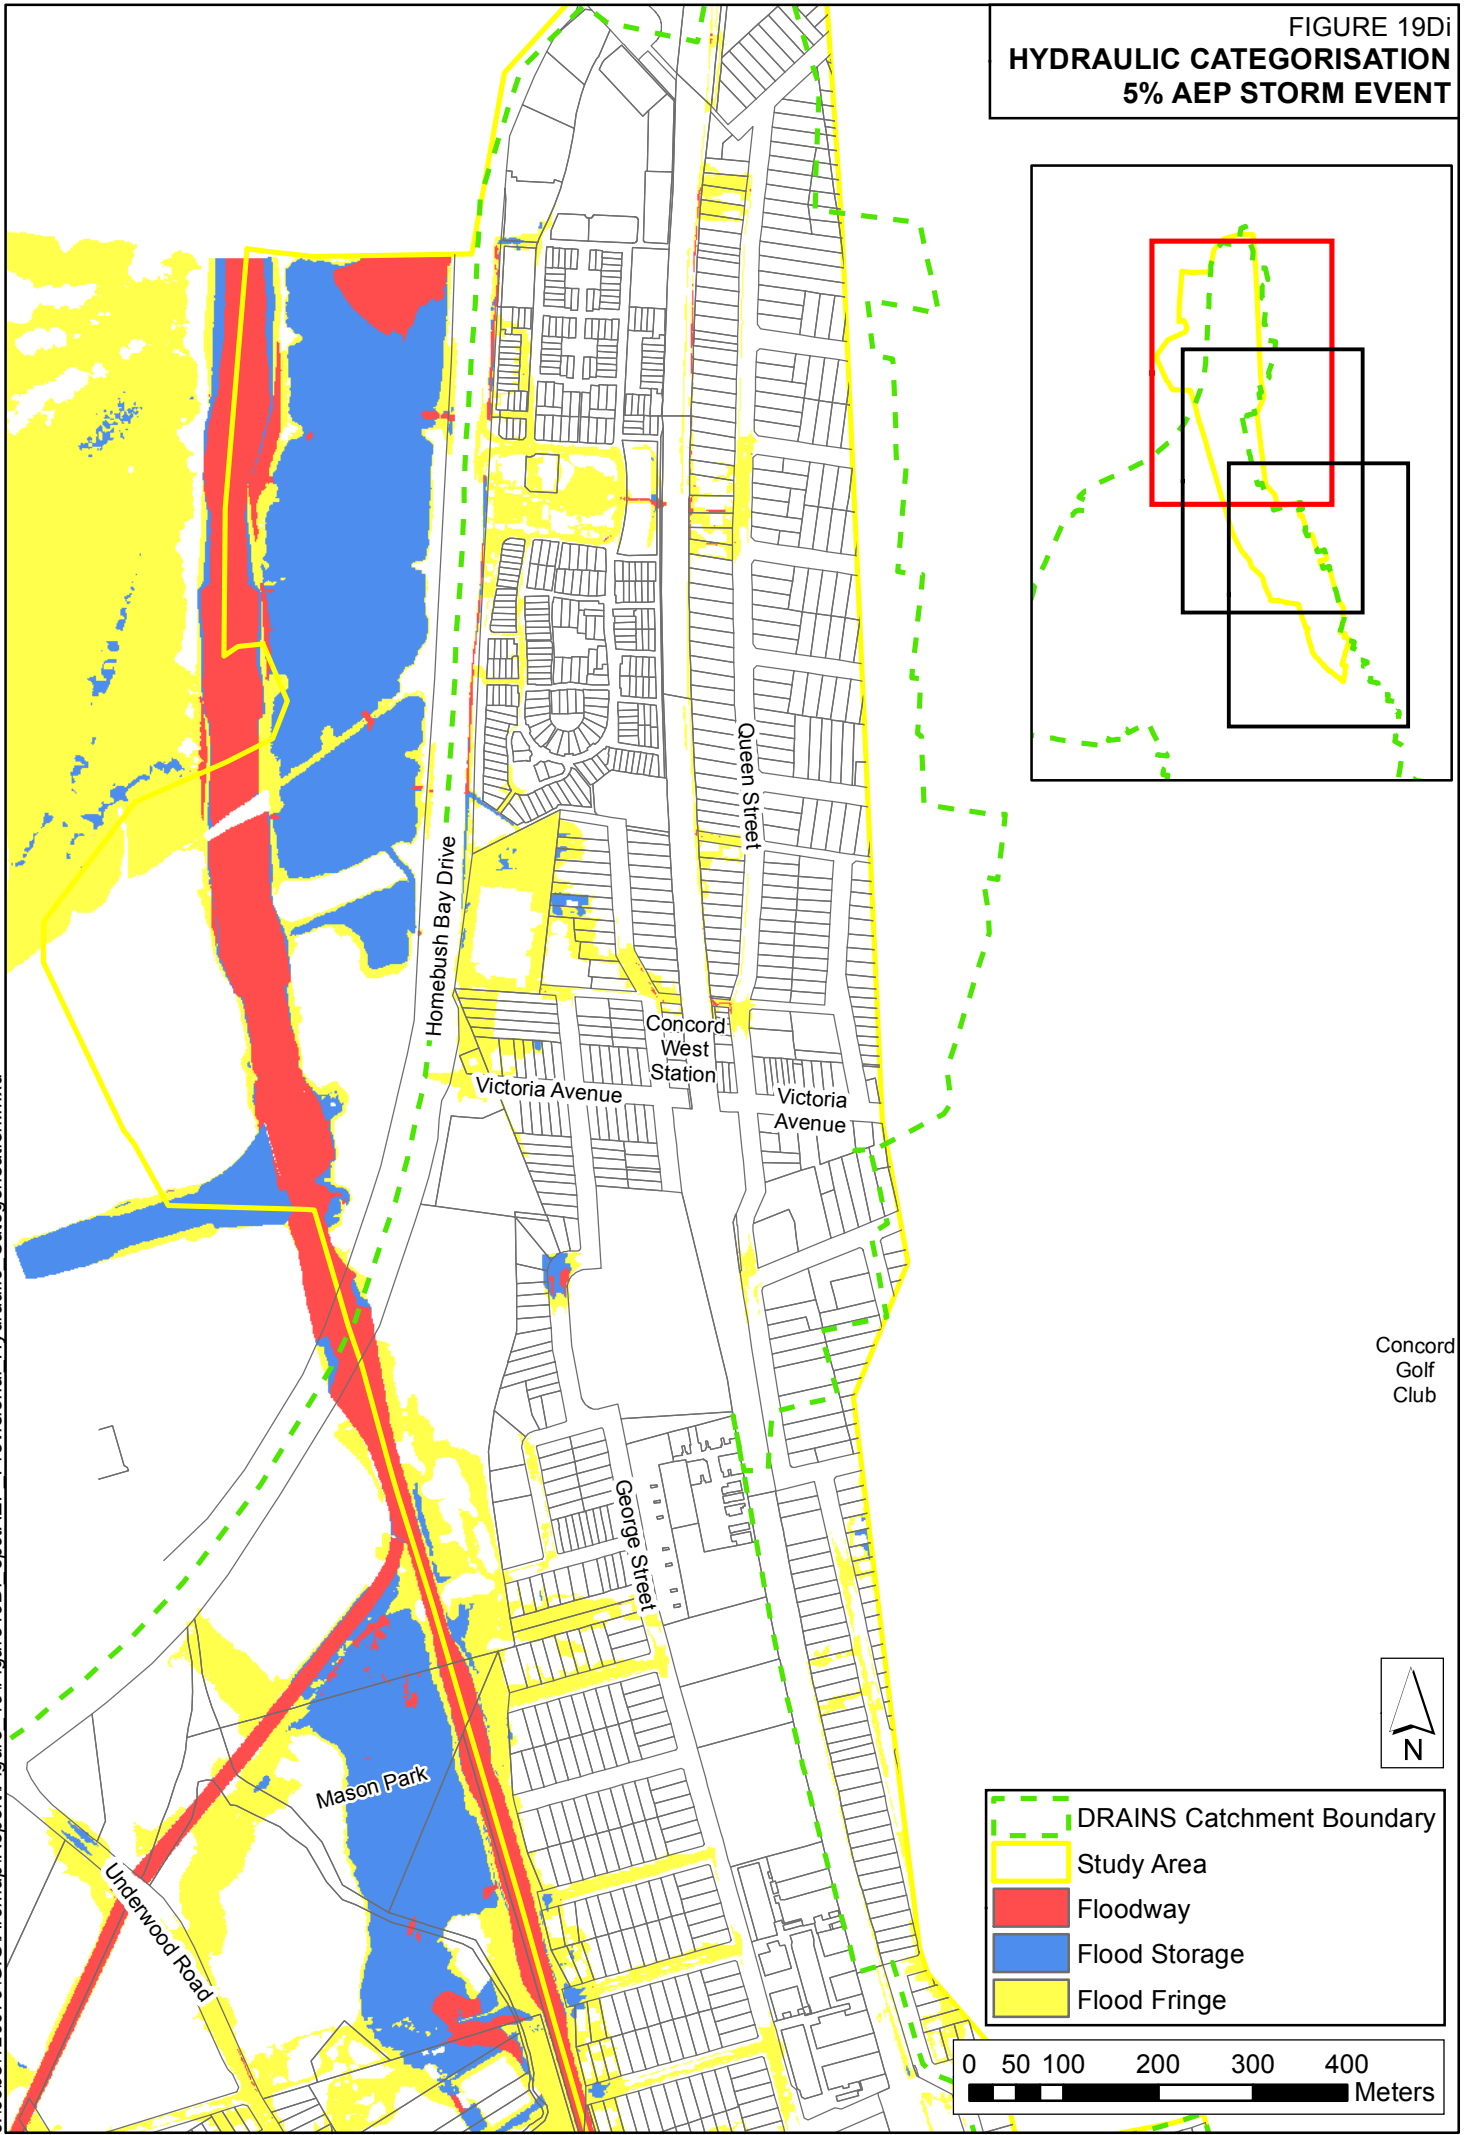 FIGURE 19Di
HYDRAULIC CATEGORISATION
5% AEP STORM EVENT
Queen Street
Homebush Bay Drive
Concord
West
Station
Victoria Avenue
Victoria
Avenue
Concord
Golf
Club
George Street
Mason Park
Underwood Road
N
DRAINS Catchment Boundary
Study Area
Floodway
Flood Storage
Flood Fringe
0 50 100 200 300 400
Meters